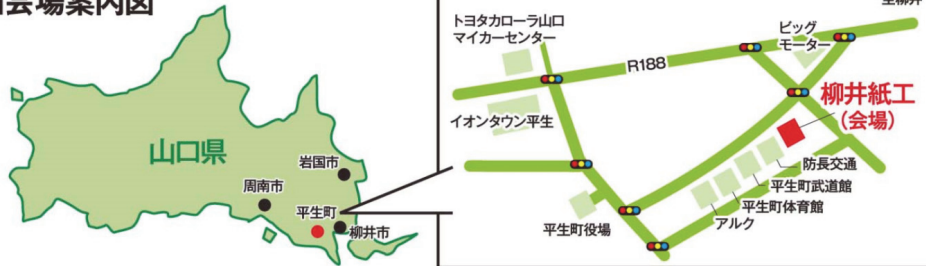 会場案内図
山口県
岩国市
周南市
平生町
柳井市
トヨタカローラ山口
マイカーセンター
R188
ビッグ
モーター
至柳井
柳井紙工
（会場）
イオンタウン平生
防長交通
平生町武道館
平生町体育館
アルク
平生町役場